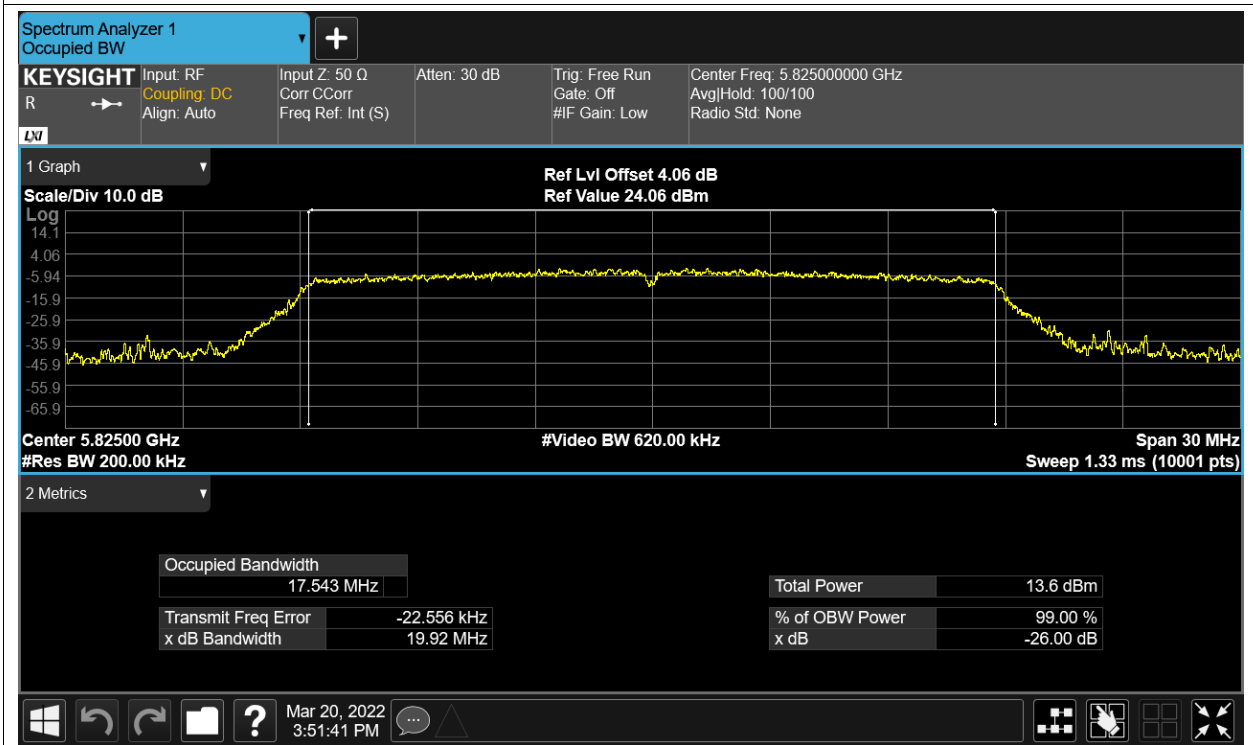 Spectrum Analyzer 1
Occupied BW
KEYSIGHT
R
LXI
Input: RF
Coupling: DC
Align: Auto
Input Z: 50 Ω
Corr CCorr
Freq Ref: Int (S)
Atten: 30 dB
Trig: Free Run
Gate: Off
#IF Gain: Low
Center Freq: 5.825000000 GHz
Avg|Hold: 100/100
Radio Std: None
1 Graph
Scale/Div 10.0 dB
Ref Lvl Offset 4.06 dB
Ref Value 24.06 dBm
Log
14.1
4.06
-5.94
-15.9
-25.9
-35.9
-45.9
-55.9
-65.9
Center 5.82500 GHz
#Video BW 620.00 kHz
Span 30 MHz
#Res BW 200.00 kHz
Sweep 1.33 ms (10001 pts)
2 Metrics
Occupied Bandwidth
17.543 MHz
Total Power 13.6 dBm
Transmit Freq Error -22.556 kHz
% of OBW Power 99.00 %
x dB Bandwidth 19.92 MHz
x dB -26.00 dB
?
Mar 20, 2022
3:51:41 PM